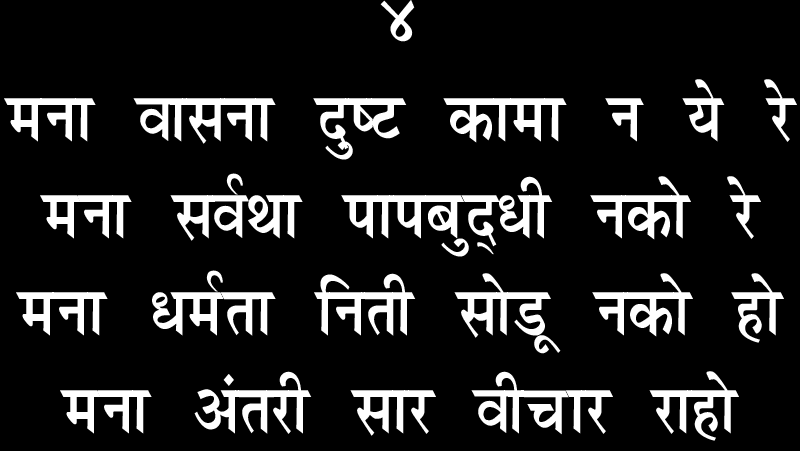 ४
मना वासना दुष्ट कामा न ये रे
मना सर्वथा पापबुद्धी नको रे
मना धर्मता निती सोडू नको हो
मना अंतरी सार वीचार राहो